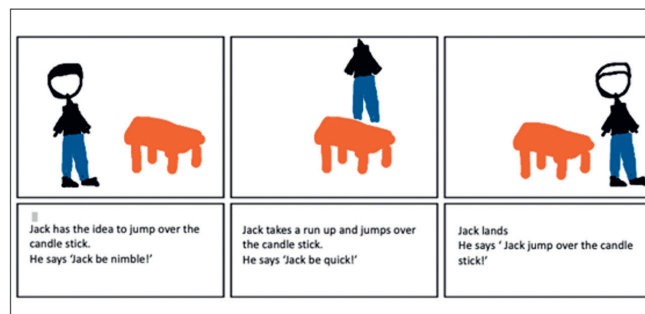 Jack has the idea to jump over the
candle stick.
He says ‘Jack be nimble!’
Jack takes a run up and jumps over
the candle stick.
He says ‘Jack be quick!’
Jack lands
He says ‘ Jack jump over the candle
stick!’